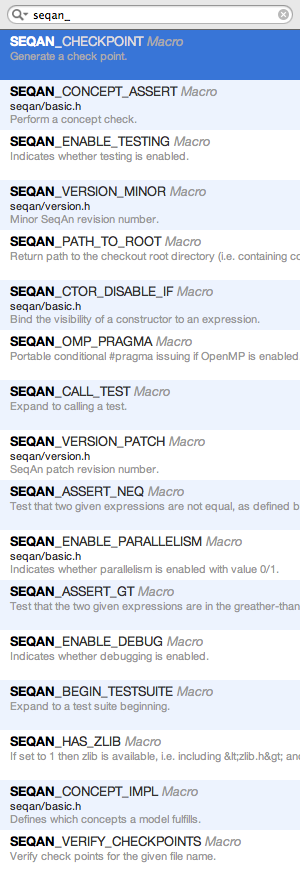 seqan_
SEQAN_CHECKPOINT Macro
Generate a check point.
SEQAN_CONCEPT_ASSERT Macro
seqan/basic.h
Perform a concept check.
SEQAN_ENABLE_TESTING Macro
Indicates whether testing is enabled.
SEQAN_VERSION_MINOR Macro
seqan/version.h
Minor SeqAn revision number.
SEQAN_PATH_TO_ROOT Macro
Return path to the checkout root directory (i.e. containing co
SEQAN_CTOR_DISABLE_IF Macro
seqan/basic.h
Bind the visibility of a constructor to an expression.
SEQAN_OMP_PRAGMA Macro
Portable conditional #pragma issuing if OpenMP is enabled
SEQAN_CALL_TEST Macro
Expand to calling a test.
SEQAN_VERSION_PATCH Macro
seqan/version.h
SeqAn patch revision number.
SEQAN_ASSERT_NEQ Macro
Test that two given expressions are not equal, as defined b
SEQAN_ENABLE_PARALLELISM Macro
seqan/basic.h
Indicates whether parallelism is enabled with value 0/1.
SEQAN_ASSERT_GT Macro
Test that the two given expressions are in the greather-than
SEQAN_ENABLE_DEBUG Macro
Indicates whether debugging is enabled.
SEQAN_BEGIN_TESTSUITE Macro
Expand to a test suite beginning.
SEQAN_HAS_ZLIB Macro
If set to 1 then zlib is available, i.e. including &lt;zlib.h&gt; and
SEQAN_CONCEPT_IMPL Macro
seqan/basic.h
Defines which concepts a model fulfills.
SEQAN_VERIFY_CHECKPOINTS Macro
Verify check points for the given file name.